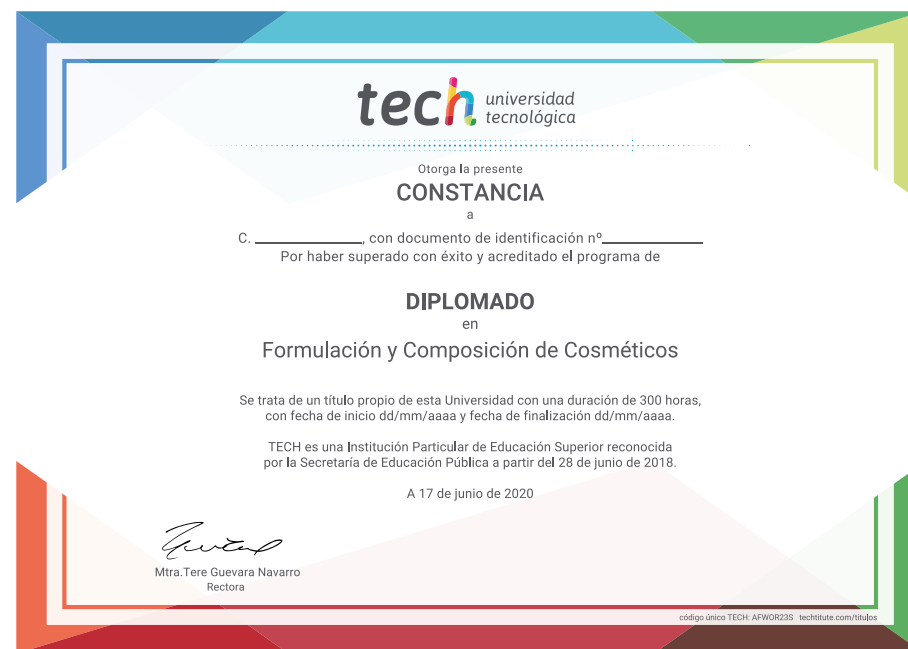 tech universidad
tecnológica
Otorga la presente
CONSTANCIA
a
C. ____________, con documento de identificación nº____________
Por haber superado con éxito y acreditado el programa de
DIPLOMADO
en
Formulación y Composición de Cosméticos
Se trata de un título propio de esta Universidad con una duración de 300 horas,
con fecha de inicio dd/mm/aaaa y fecha de finalización dd/mm/aaaa.
TECH es una Institución Particular de Educación Superior reconocida
por la Secretaría de Educación Pública a partir del 28 de junio de 2018.
A 17 de junio de 2020
Mtra.Tere Guevara Navarro
Rectora
código único TECH: AFWOR23S techtitute.com/titulos